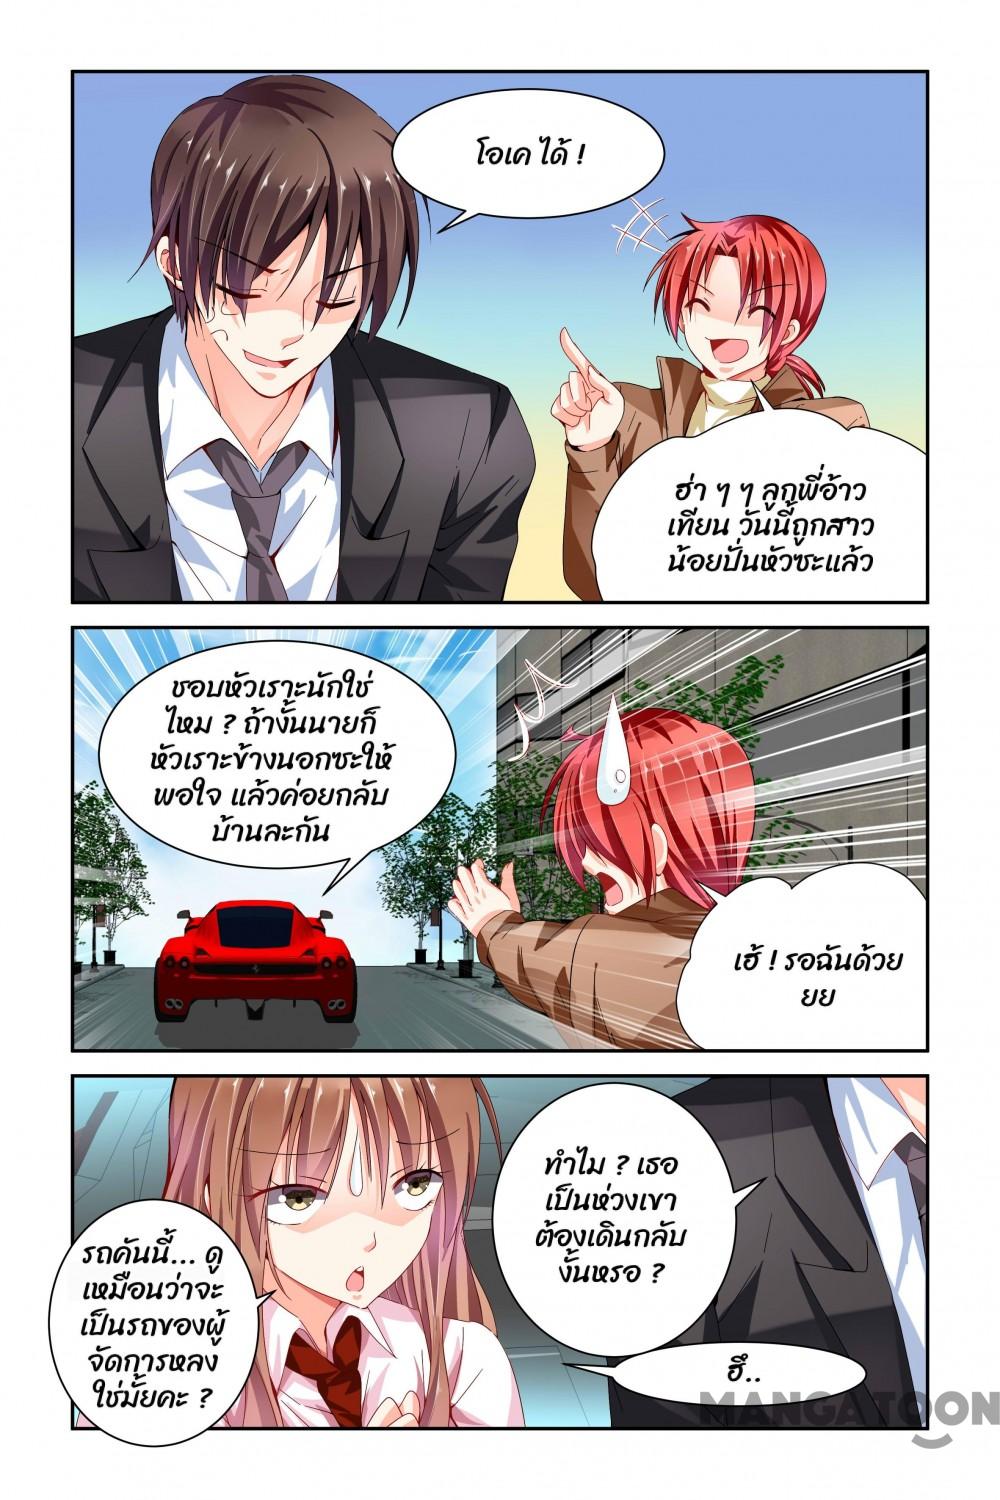 โอเค ได้ !
ฮ่า ๆ ๆ ลูกพี่อ้าว
เทียน วันนี้ถูกสาว
น้อยปั่นหัวซะแล้ว
ชอบหัวเราะนักใช่
ไหม ? ถ้างั้นนายก็
หัวเราะข้างนอกซะให้
พอใจ แล้วค่อยกลับ
บ้านละกัน
เฮ้ ! รอฉันด้วย
ยย
รถคันนี้... ดู
เหมือนว่าจะ
เป็นรถของผู้
จัดการหลง
ใช่มั้ยคะ ?
ทำไม ? เธอ
เป็นห่วงเขา
ต้องเดินกลับ
งั้นหรอ ?
ฮึ..
MANGATOON